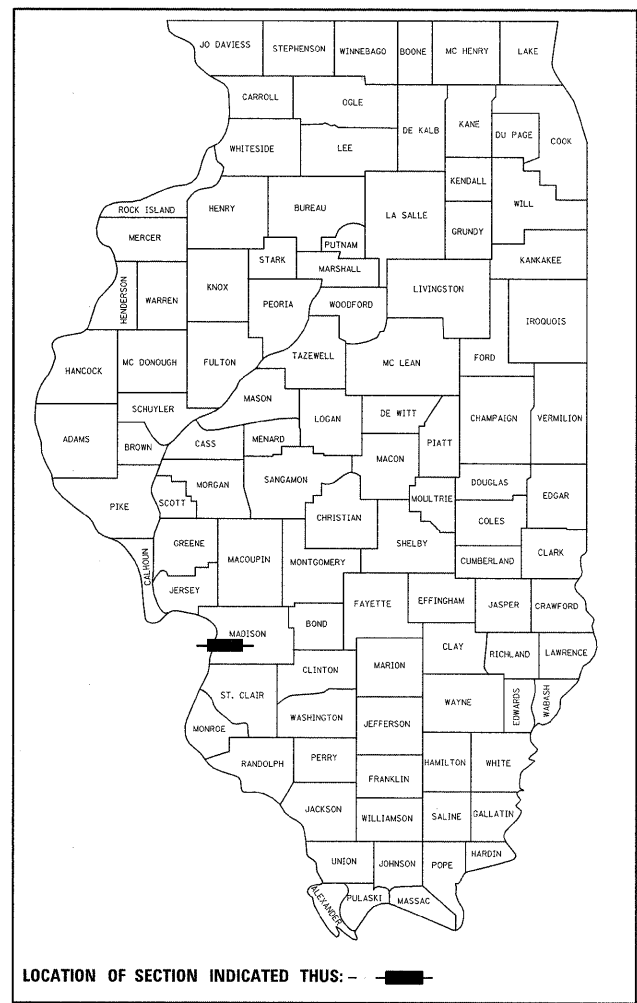 JO DAVIESS STEPHENSON WINNEBAGO BOONE MC HENRY LAKE
CARROLL OGLE DE KALB KANE DU PAGE COOK
WHITESIDE LEE KENDALL WILL
ROCK ISLAND HENRY BUREAU LA SALLE GRUNDY
MERCER PUTNAM KANKAKEE
HENDERSON WARREN KNOX STARK MARSHALL LIVINGSTON
PEORIA WOODFORD IROQUOIS
HANCOCK MC DONOUGH FULTON TAZEWELL MC LEAN FORD
SCHUYLER MASON LOGAN DE WITT CHAMPAIGN VERMILION
ADAMS BROWN CASS MENARD PIATT
MACON
PIKE SCOTT MORGAN SANGAMON MOULTRIE DOUGLAS EDGAR
CHRISTIAN COLES
CALHOUN GREENE MACOUPIN MONTGOMERY SHELBY CUMBERLAND CLARK
JERSEY FAYETTE EFFINGHAM JASPER CRAWFORD
MADISON BOND CLAY RICHLAND LAWRENCE
CLINTON MARION
ST. CLAIR WAYNE EDWARDS WABASH
MONROE WASHINGTON JEFFERSON
RANDOLPH PERRY HAMILTON WHITE
FRANKLIN
JACKSON WILLIAMSON SALINE GALLATIN
UNION JOHNSON POPE HARDIN
ALEXANDER PULASKI MASSAC
LOCATION OF SECTION INDICATED THUS: -